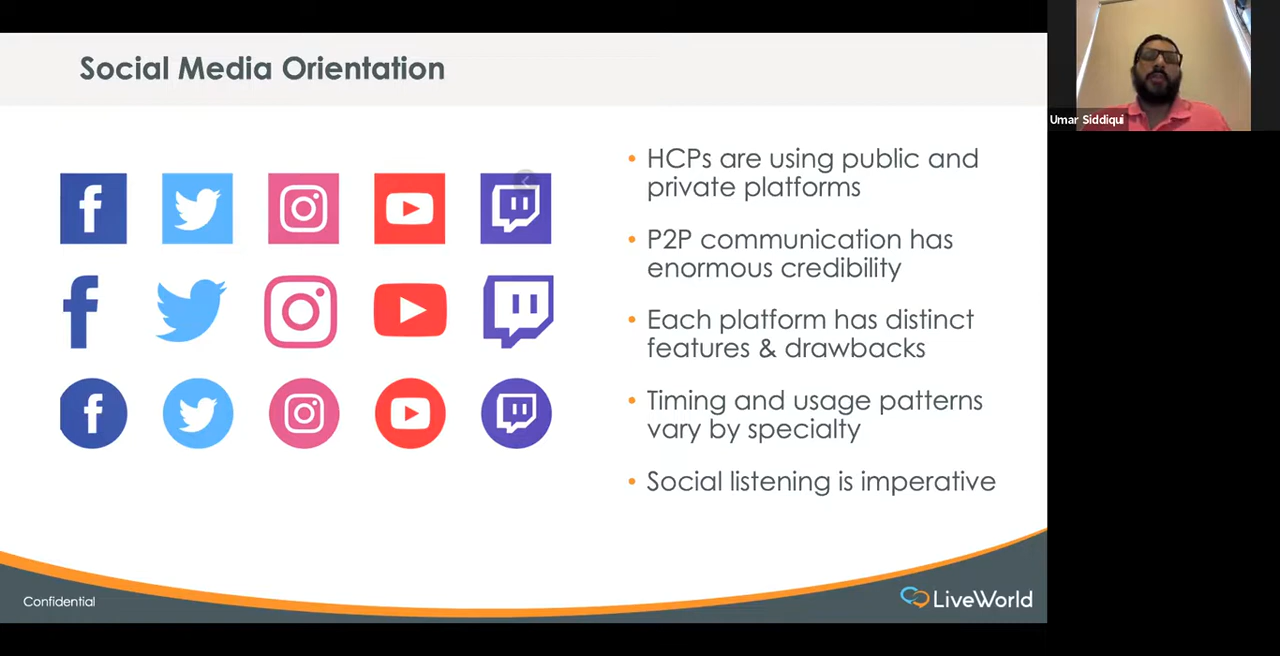 Social Media Orientation
Umar Siddiqui
• HCPs are using public and
private platforms
• P2P communication has
enormous credibility
• Each platform has distinct
features & drawbacks
• Timing and usage patterns
vary by specialty
• Social listening is imperative
Confidential
LiveWorld